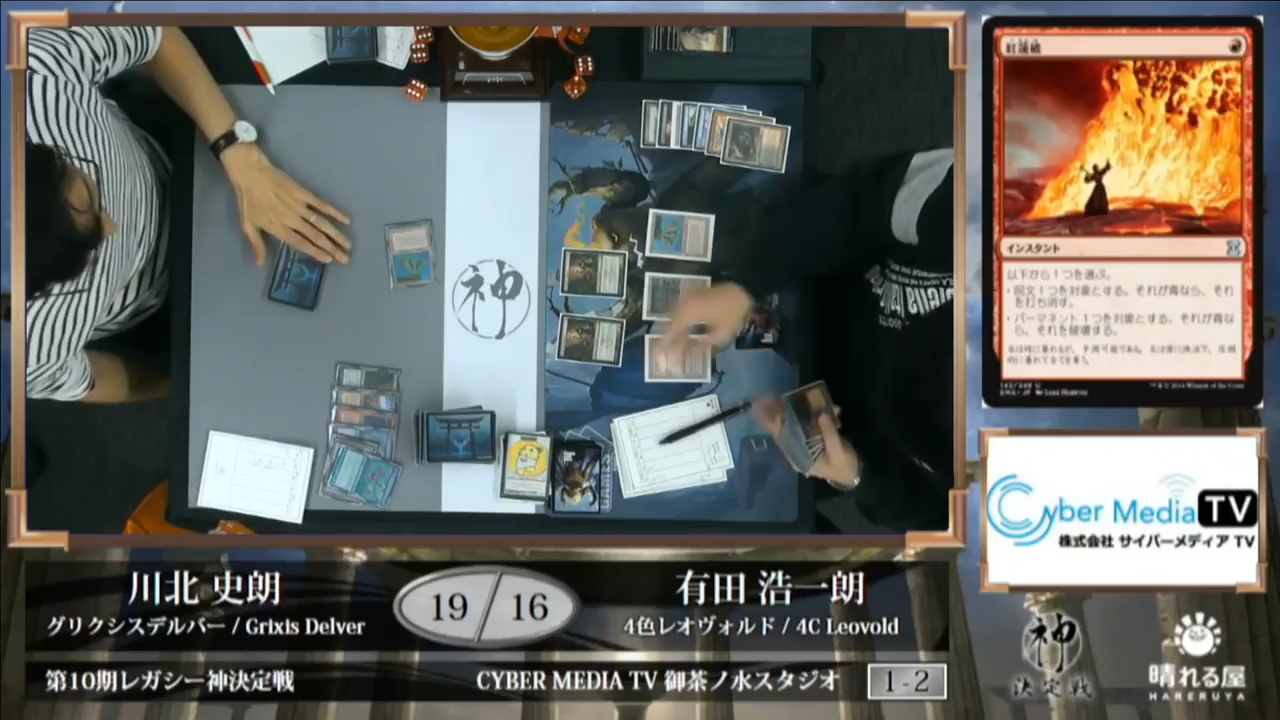 紅蓮破
インスタント
以下から１つを選ぶ。
・呪文１つを対象とする。それが青なら、それ
を打ち消す。
・パーマネント１つを対象とする。それが青な
ら、それを破壊する。
神
Cyber Media TV
株式会社 サイバーメディア TV
川北 史朗
19 / 16
有田 浩一朗
グリクシスデルバー / Grixis Delver
4色レオヴォルド / 4C Leovold
第10期レガシー神決定戦
CYBER MEDIA TV 御茶ノ水スタジオ
1-2
神
決定戦
晴れる屋
HARERUYA